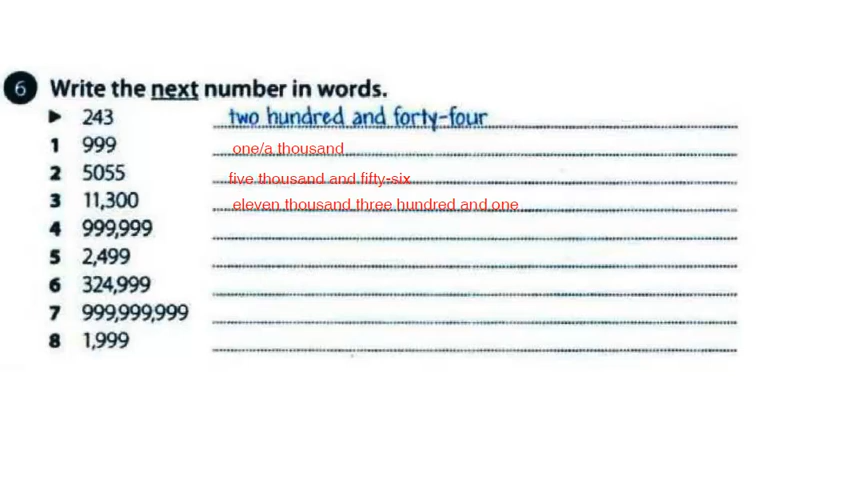 6 Write the next number in words.
► 243 two hundred and forty-four
1 999 one/a thousand
2 5055 five thousand and fifty-six
3 11,300 eleven thousand three hundred and one
4 999,999
5 2,499
6 324,999
7 999,999,999
8 1,999